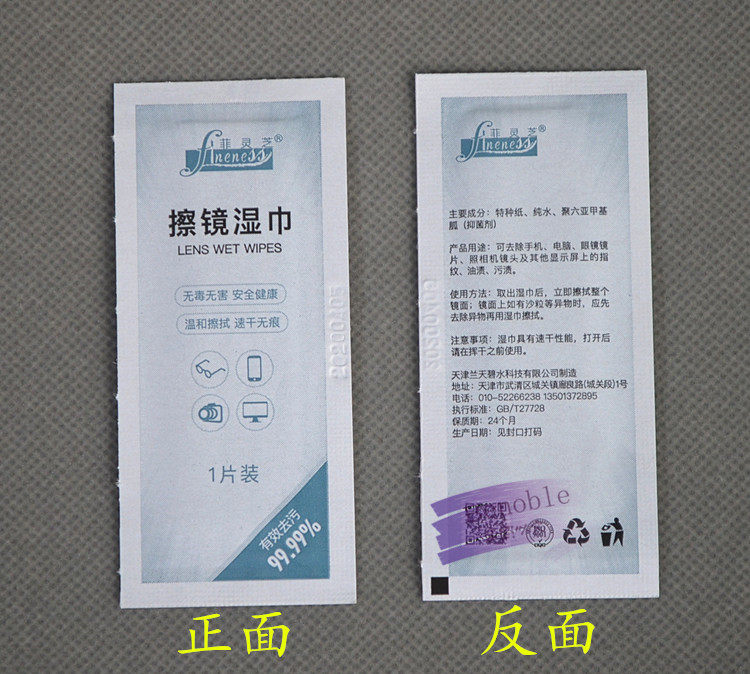 菲灵芝®
fineness
擦镜湿巾
LENS WET WIPES
无毒无害 安全健康
温和擦拭 速干无痕
1片装
有效去污
99.99%
正面
菲灵芝®
fineness
主要成分：特种纸、纯水、聚六亚甲基
胍（抑菌剂）
产品用途：可去除手机、电脑、眼镜镜
片、照相机镜头及其他显示屏上的指
纹、油渍、污渍。
使用方法：取出湿巾后，立即擦拭整个
镜面；镜面上如有沙粒等异物时，应先
去除异物再用湿巾擦拭。
注意事项：湿巾具有速干性能，打开后
请在挥干之前使用。
天津兰天碧水科技有限公司制造
地址：天津市武清区城关镇廊良路(城关段)1号
电话：010-52266238 13501372895
执行标准：GB/T27728
保质期：24个月
生产日期：见封口打码
noble
反面